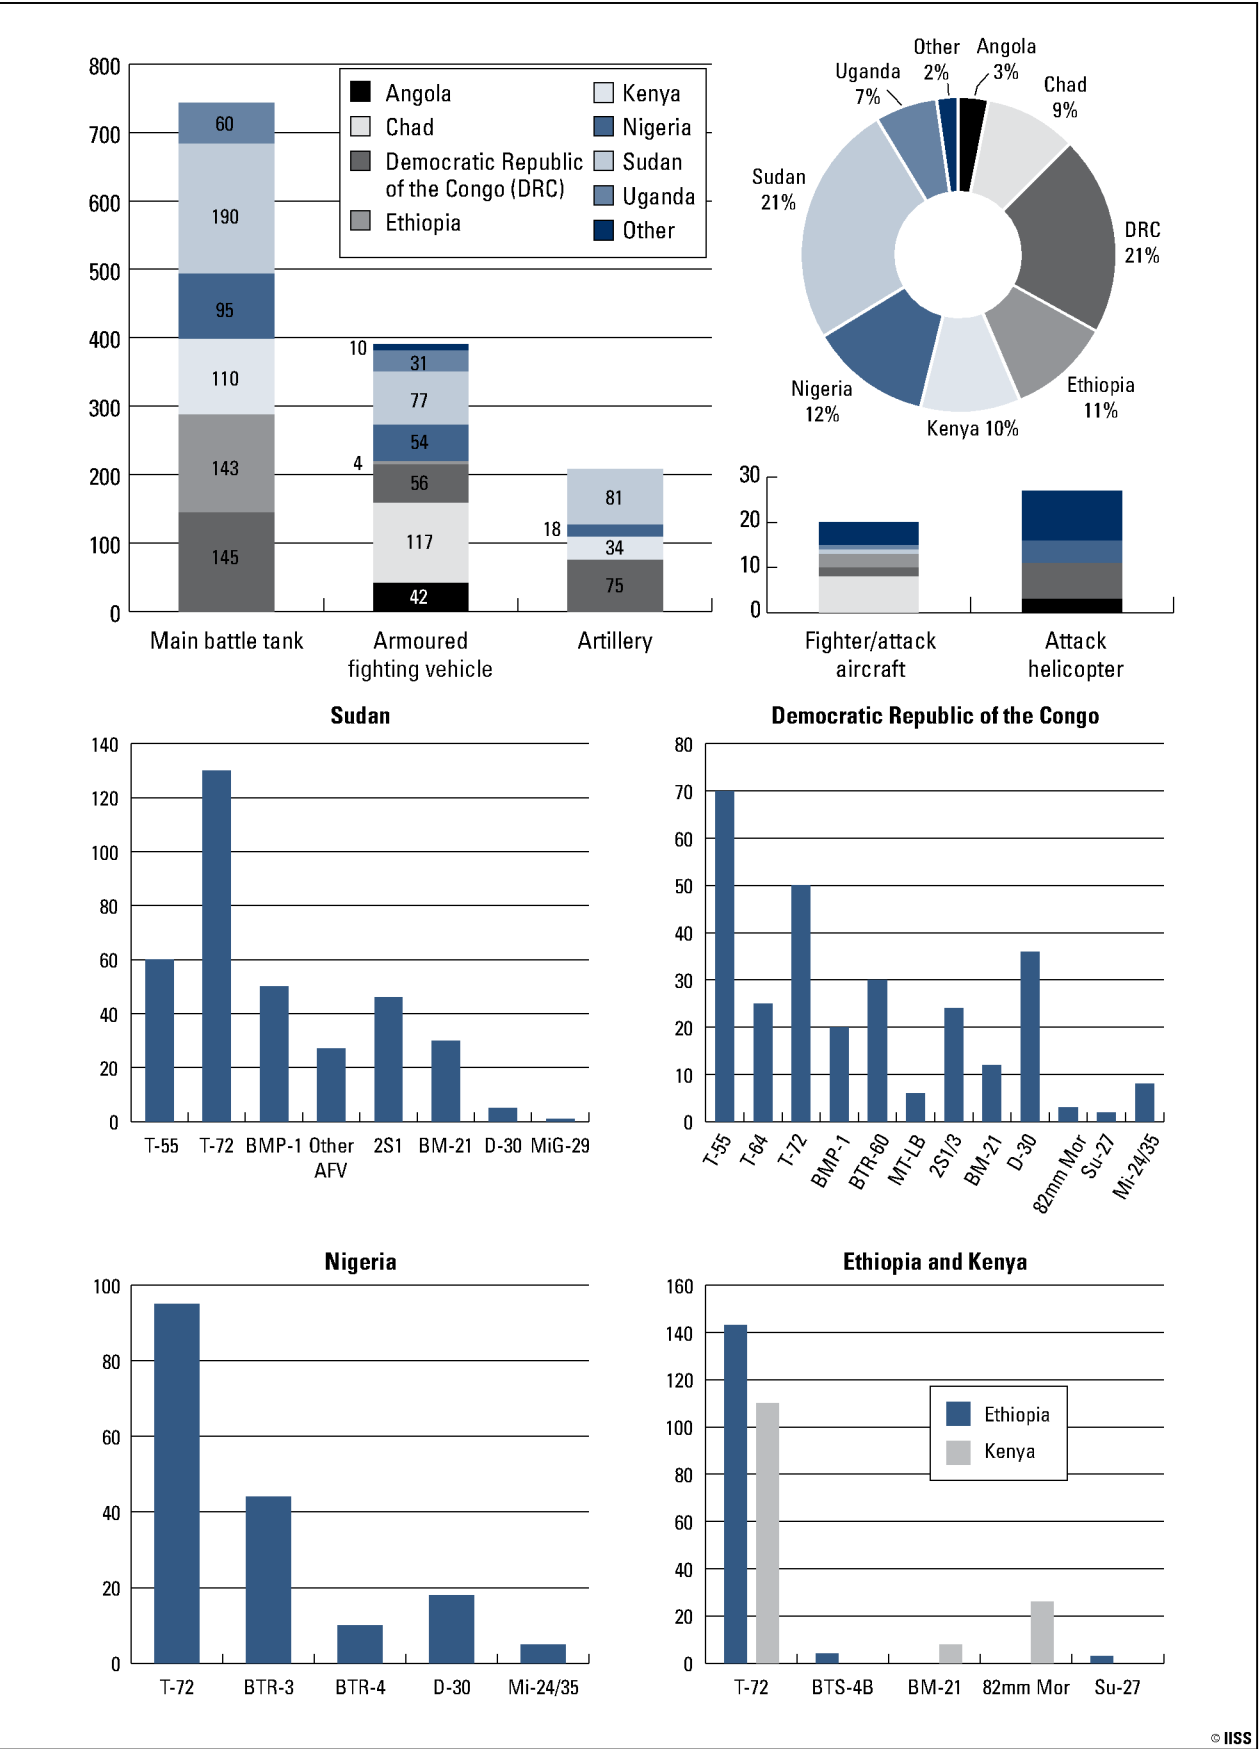 800
700
600
500
400
300
200
100
0
60
190
95
110
143
145
10
31
77
54
4
56
117
42
81
18
34
75
Main battle tank
Armoured
fighting vehicle
Artillery
Angola
Chad
Democratic Republic
of the Congo (DRC)
Ethiopia
Kenya
Nigeria
Sudan
Uganda
Other
Other
2%
Angola
3%
Chad
9%
DRC
21%
Ethiopia
11%
Kenya 10%
Nigeria
12%
Sudan
21%
Uganda
7%
30
20
10
0
Fighter/attack
aircraft
Attack
helicopter
Sudan
140
120
100
80
60
40
20
0
T-55
T-72
BMP-1
Other
AFV
2S1
BM-21
D-30
MiG-29
Democratic Republic of the Congo
80
70
60
50
40
30
20
10
0
T-55
T-64
T-72
BMP-1
BTR-60
MT-LB
2S1/3
BM-21
D-30
82mm Mor
Su-27
Mi-24/35
Nigeria
100
80
60
40
20
0
T-72
BTR-3
BTR-4
D-30
Mi-24/35
Ethiopia and Kenya
160
140
120
100
80
60
40
20
0
Ethiopia
Kenya
T-72
BTS-4B
BM-21
82mm Mor
Su-27
© IISS